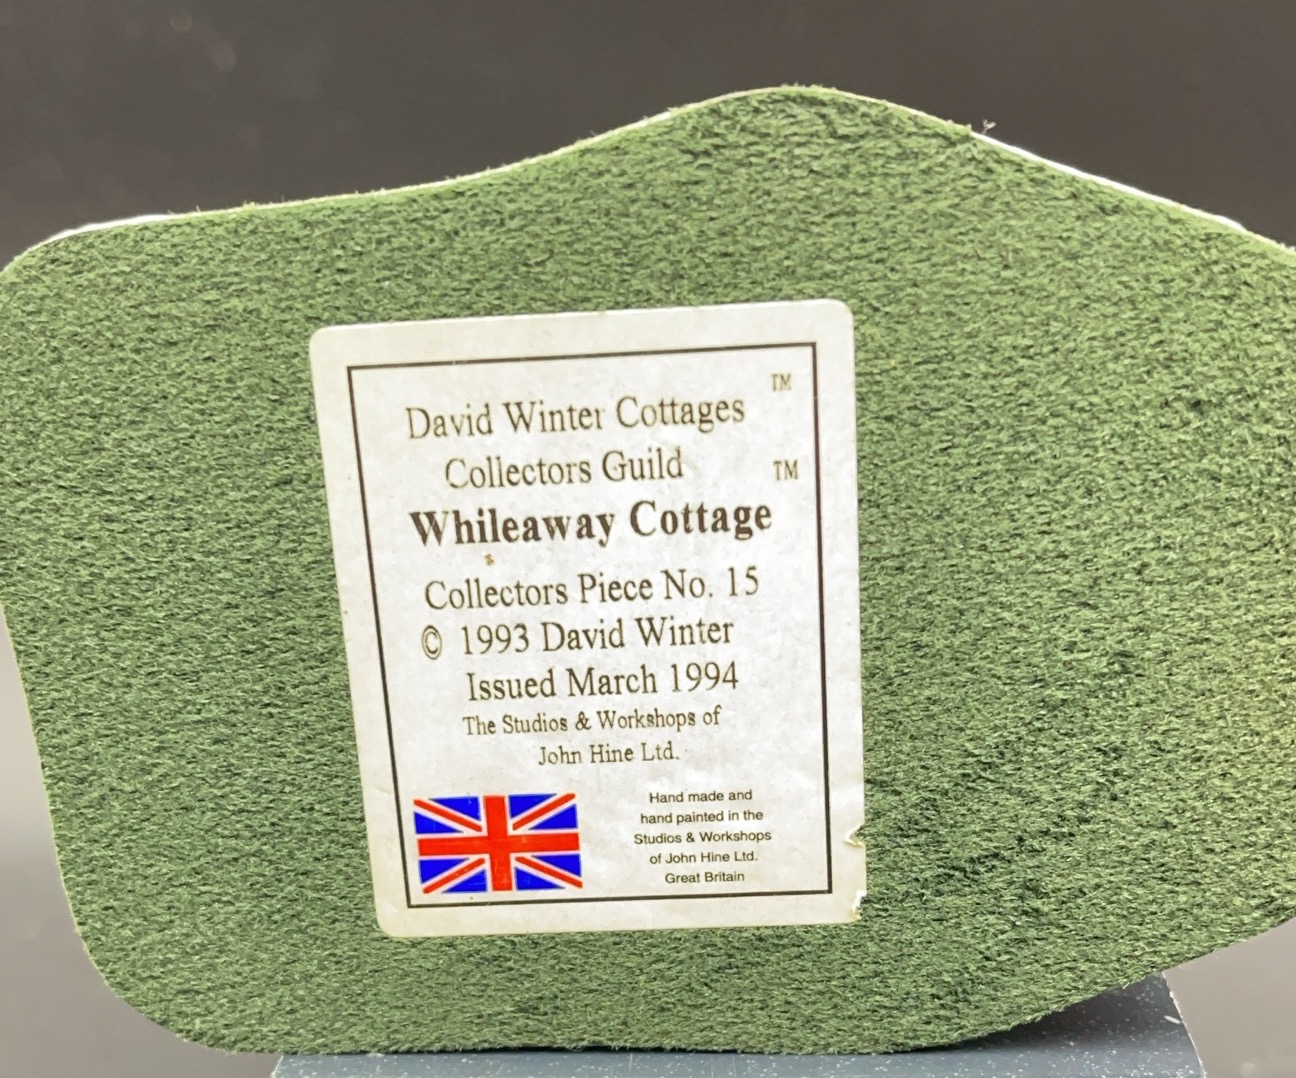 David Winter Cottages ™
Collectors Guild ™
Whileaway Cottage
Collectors Piece No. 15
© 1993 David Winter
Issued March 1994
The Studios & Workshops of
John Hine Ltd.
Hand made and
hand painted in the
Studios & Workshops
of John Hine Ltd.
Great Britain